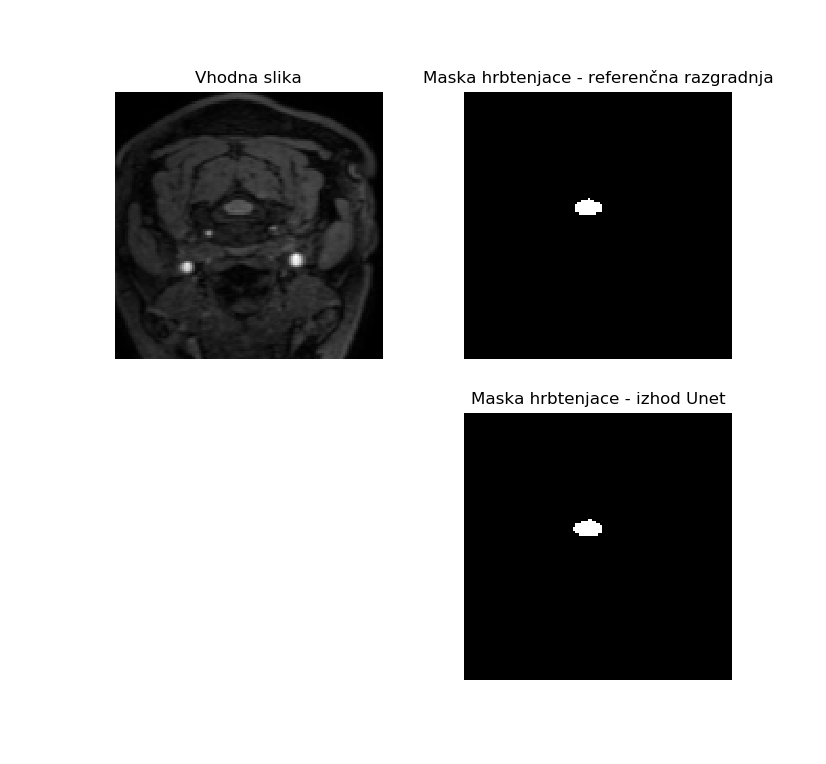 Vhodna slika
Maska hrbtenjace - referenčna razgradnja
Maska hrbtenjace - izhod Unet